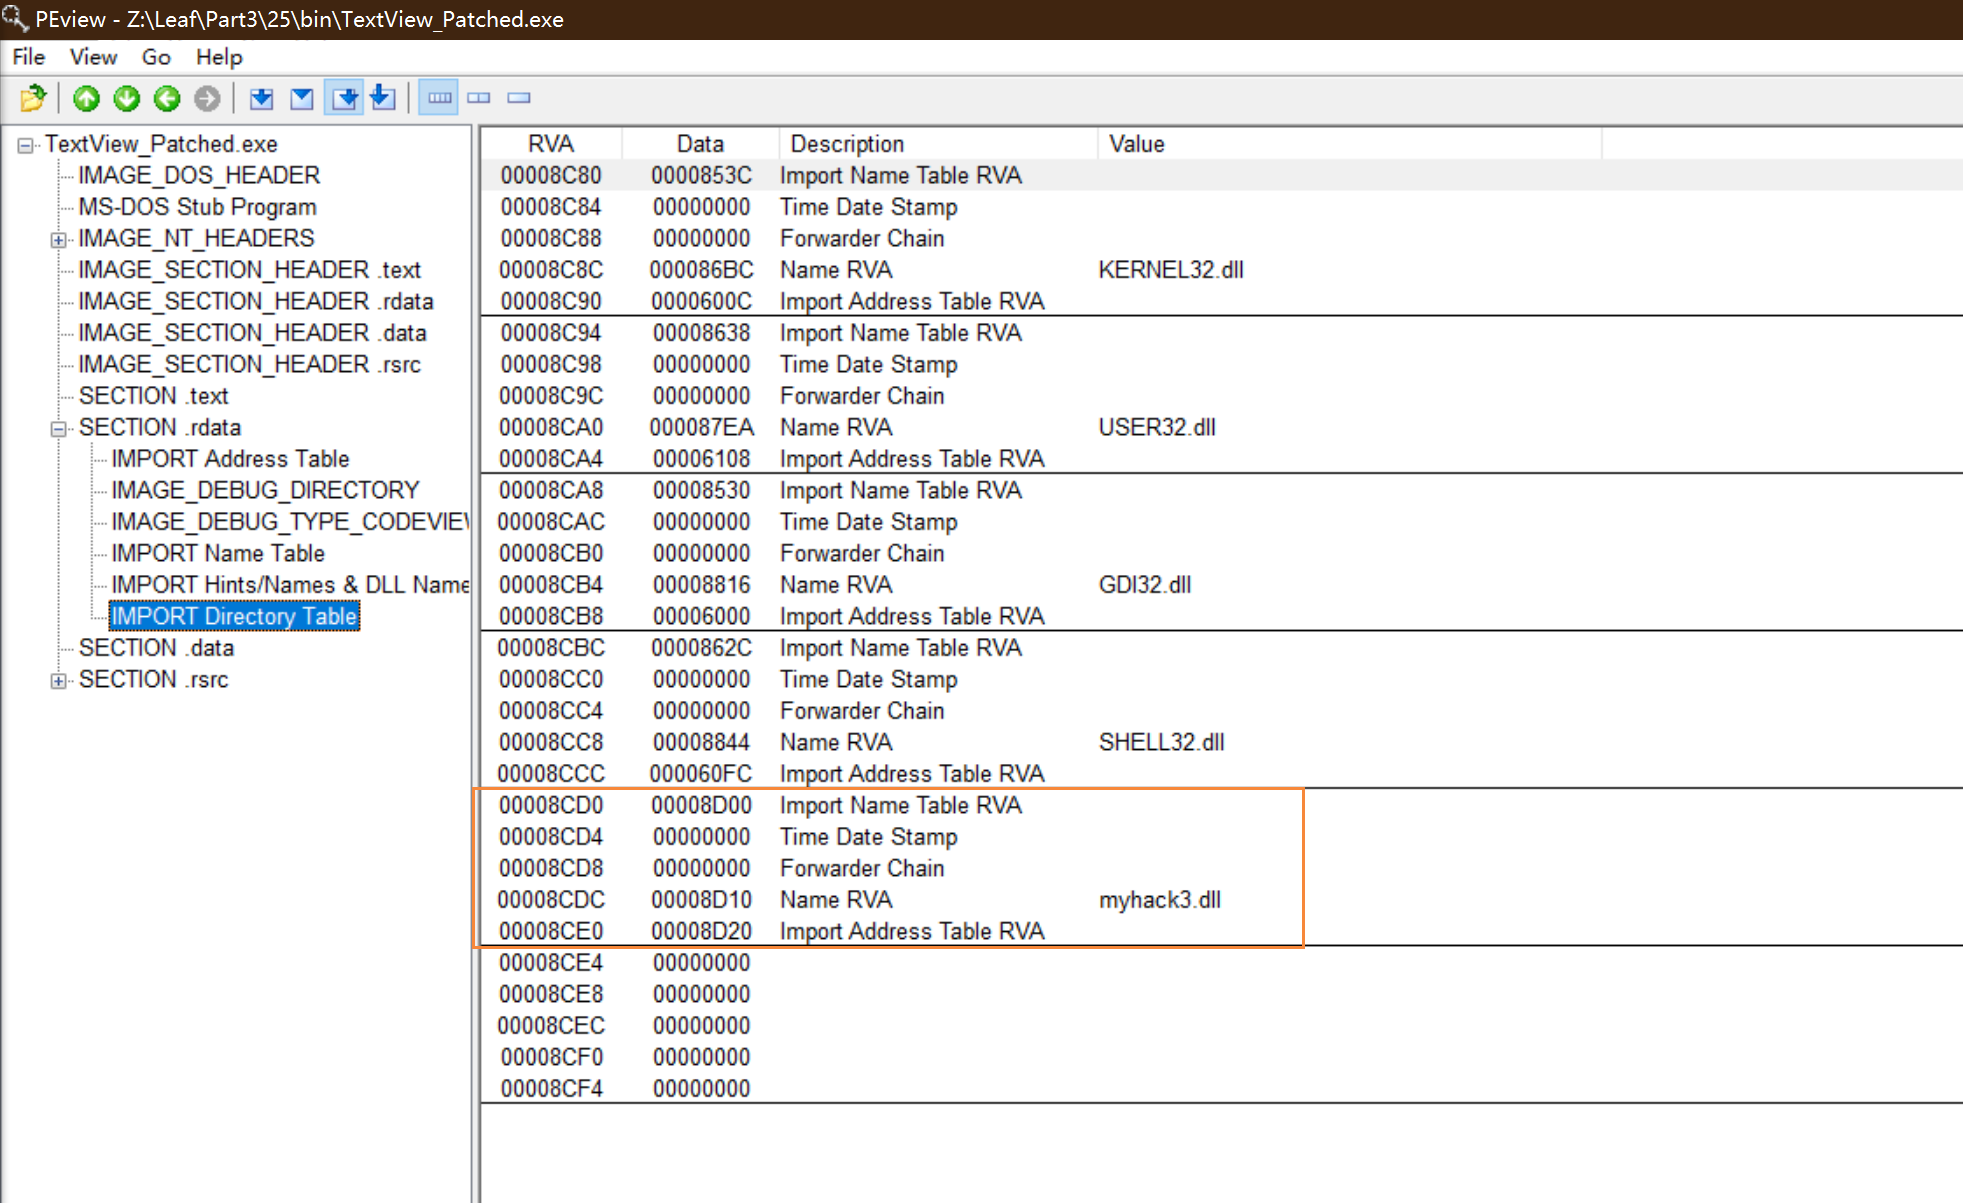 PEview - Z:\Leaf\Part3\25\bin\TextView_Patched.exe
File View Go Help
TextView_Patched.exe
IMAGE_DOS_HEADER
MS-DOS Stub Program
IMAGE_NT_HEADERS
IMAGE_SECTION_HEADER .text
IMAGE_SECTION_HEADER .rdata
IMAGE_SECTION_HEADER .data
IMAGE_SECTION_HEADER .rsrc
SECTION .text
SECTION .rdata
IMPORT Address Table
IMAGE_DEBUG_DIRECTORY
IMAGE_DEBUG_TYPE_CODEVIEV
IMPORT Name Table
IMPORT Hints/Names & DLL Name
IMPORT Directory Table
SECTION .data
SECTION .rsrc
RVA Data Description Value
00008C80 0000853C Import Name Table RVA
00008C84 00000000 Time Date Stamp
00008C88 00000000 Forwarder Chain
00008C8C 000086BC Name RVA KERNEL32.dll
00008C90 0000600C Import Address Table RVA
00008C94 00008638 Import Name Table RVA
00008C98 00000000 Time Date Stamp
00008C9C 00000000 Forwarder Chain
00008CA0 000087EA Name RVA USER32.dll
00008CA4 00006108 Import Address Table RVA
00008CA8 00008530 Import Name Table RVA
00008CAC 00000000 Time Date Stamp
00008CB0 00000000 Forwarder Chain
00008CB4 00008816 Name RVA GDI32.dll
00008CB8 00006000 Import Address Table RVA
00008CBC 0000862C Import Name Table RVA
00008CC0 00000000 Time Date Stamp
00008CC4 00000000 Forwarder Chain
00008CC8 00008844 Name RVA SHELL32.dll
00008CCC 000060FC Import Address Table RVA
00008CD0 00008D00 Import Name Table RVA
00008CD4 00000000 Time Date Stamp
00008CD8 00000000 Forwarder Chain
00008CDC 00008D10 Name RVA myhack3.dll
00008CE0 00008D20 Import Address Table RVA
00008CE4 00000000
00008CE8 00000000
00008CEC 00000000
00008CF0 00000000
00008CF4 00000000